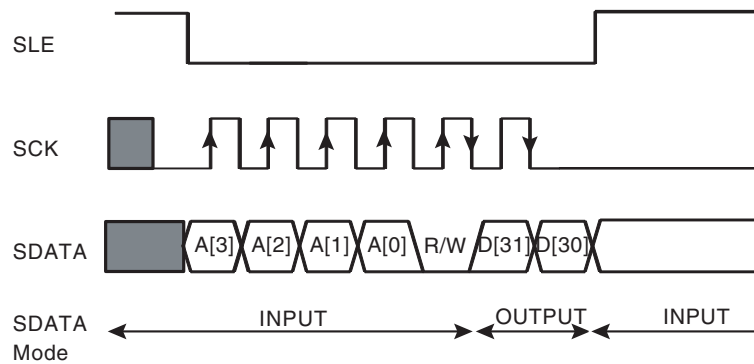 SLE
SCK
SDATA A[3] A[2] A[1] A[0] R/W D[31] D[30]
SDATA Mode INPUT OUTPUT INPUT